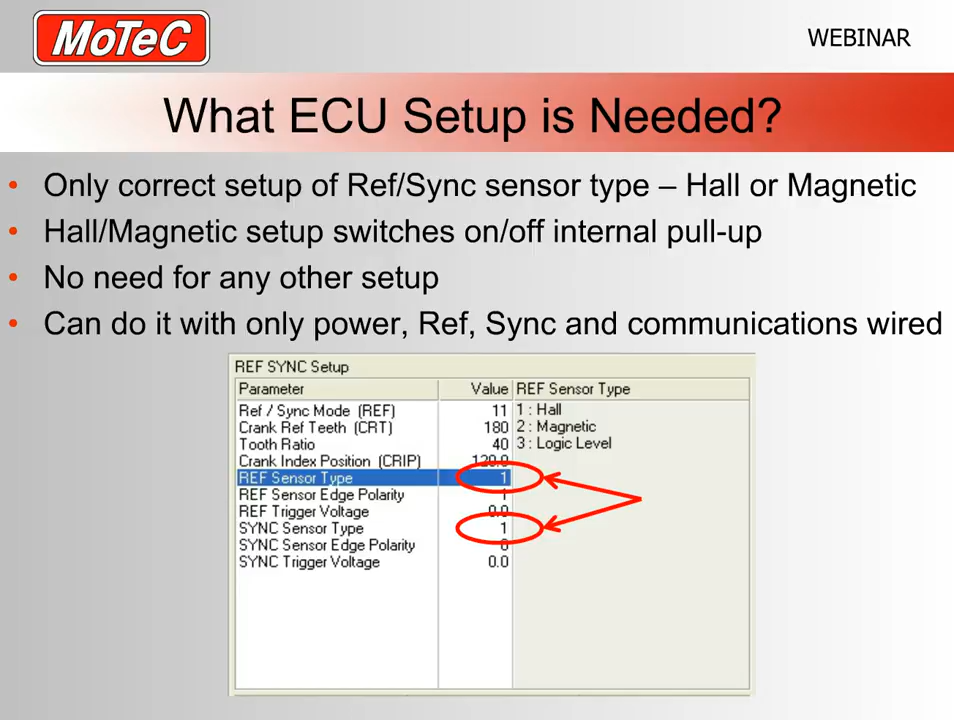 MoTeC
WEBINAR
What ECU Setup is Needed?
• Only correct setup of Ref/Sync sensor type – Hall or Magnetic
• Hall/Magnetic setup switches on/off internal pull-up
• No need for any other setup
• Can do it with only power, Ref, Sync and communications wired
REF SYNC Setup
Parameter Value REF Sensor Type
Ref / Sync Mode (REF) 11 1 : Hall
Crank Ref Teeth (CRT) 180 2 : Magnetic
Tooth Ratio 40 3 : Logic Level
Crank Index Position (CRIP) 120.0
REF Sensor Type 1
REF Sensor Edge Polarity 1
REF Trigger Voltage 0.0
SYNC Sensor Type 1
SYNC Sensor Edge Polarity
SYNC Trigger Voltage 0.0